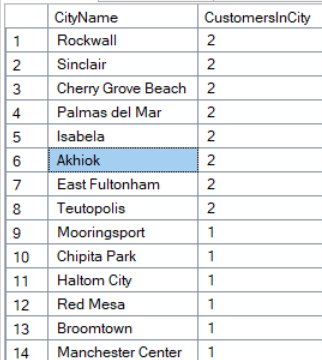 CityName CustomersInCity
1 Rockwall 2
2 Sinclair 2
3 Cherry Grove Beach 2
4 Palmas del Mar 2
5 Isabela 2
6 Akhiok 2
7 East Fultonham 2
8 Teutopolis 2
9 Mooringsport 1
10 Chipita Park 1
11 Haltom City 1
12 Red Mesa 1
13 Broomtown 1
14 Manchester Center 1